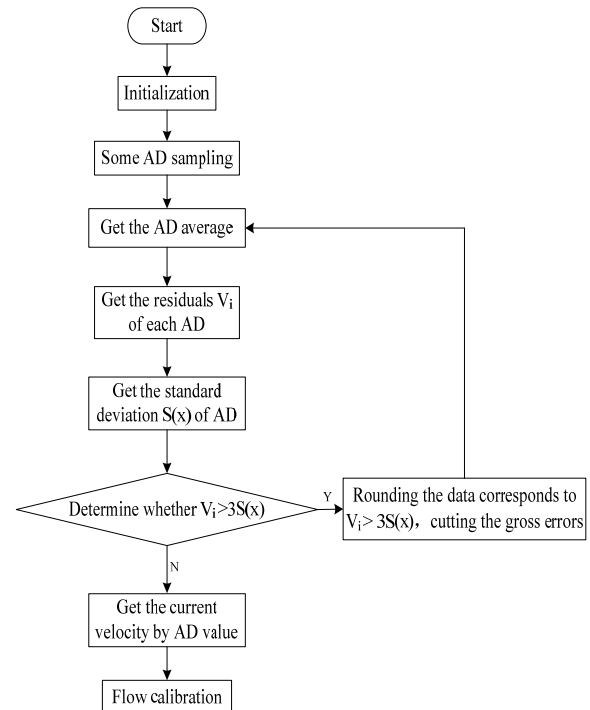 Start
Initialization
Some AD sampling
Get the AD average
Get the residuals Vi
of each AD
Get the standard
deviation S(x) of AD
Determine whether Vi>3S(x)
Y
Rounding the data corresponds to
Vi> 3S(x)，cutting the gross errors
N
Get the current
velocity by AD value
Flow calibration